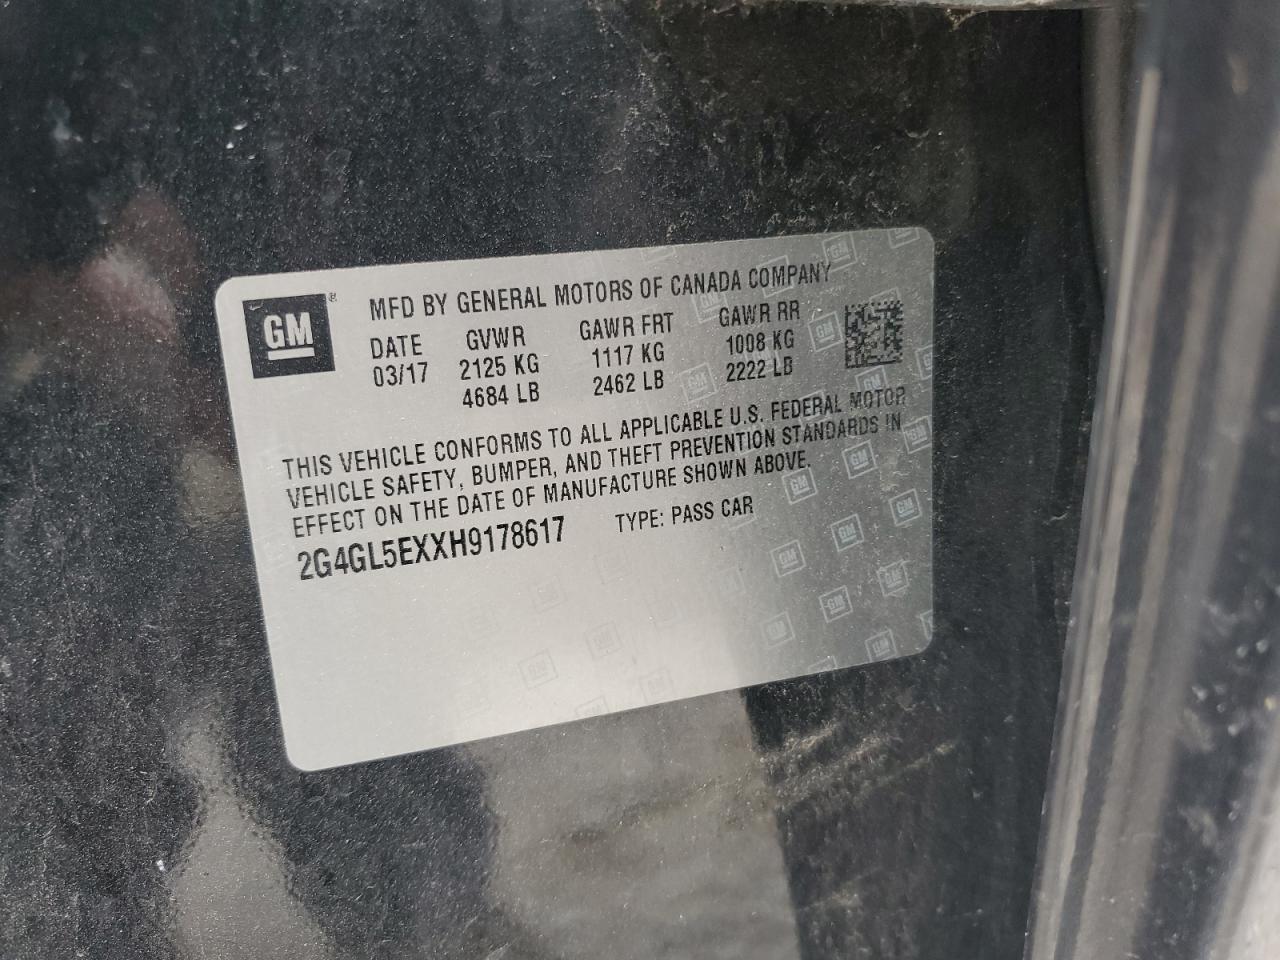 GM ®
MFD BY GENERAL MOTORS OF CANADA COMPANY
DATE GVWR GAWR FRT GAWR RR
03/17 2125 KG 1117 KG 1008 KG
4684 LB 2462 LB 2222 LB
THIS VEHICLE CONFORMS TO ALL APPLICABLE U.S. FEDERAL MOTOR
VEHICLE SAFETY, BUMPER, AND THEFT PREVENTION STANDARDS IN
EFFECT ON THE DATE OF MANUFACTURE SHOWN ABOVE.
2G4GL5EXXH9178617 TYPE: PASS CAR